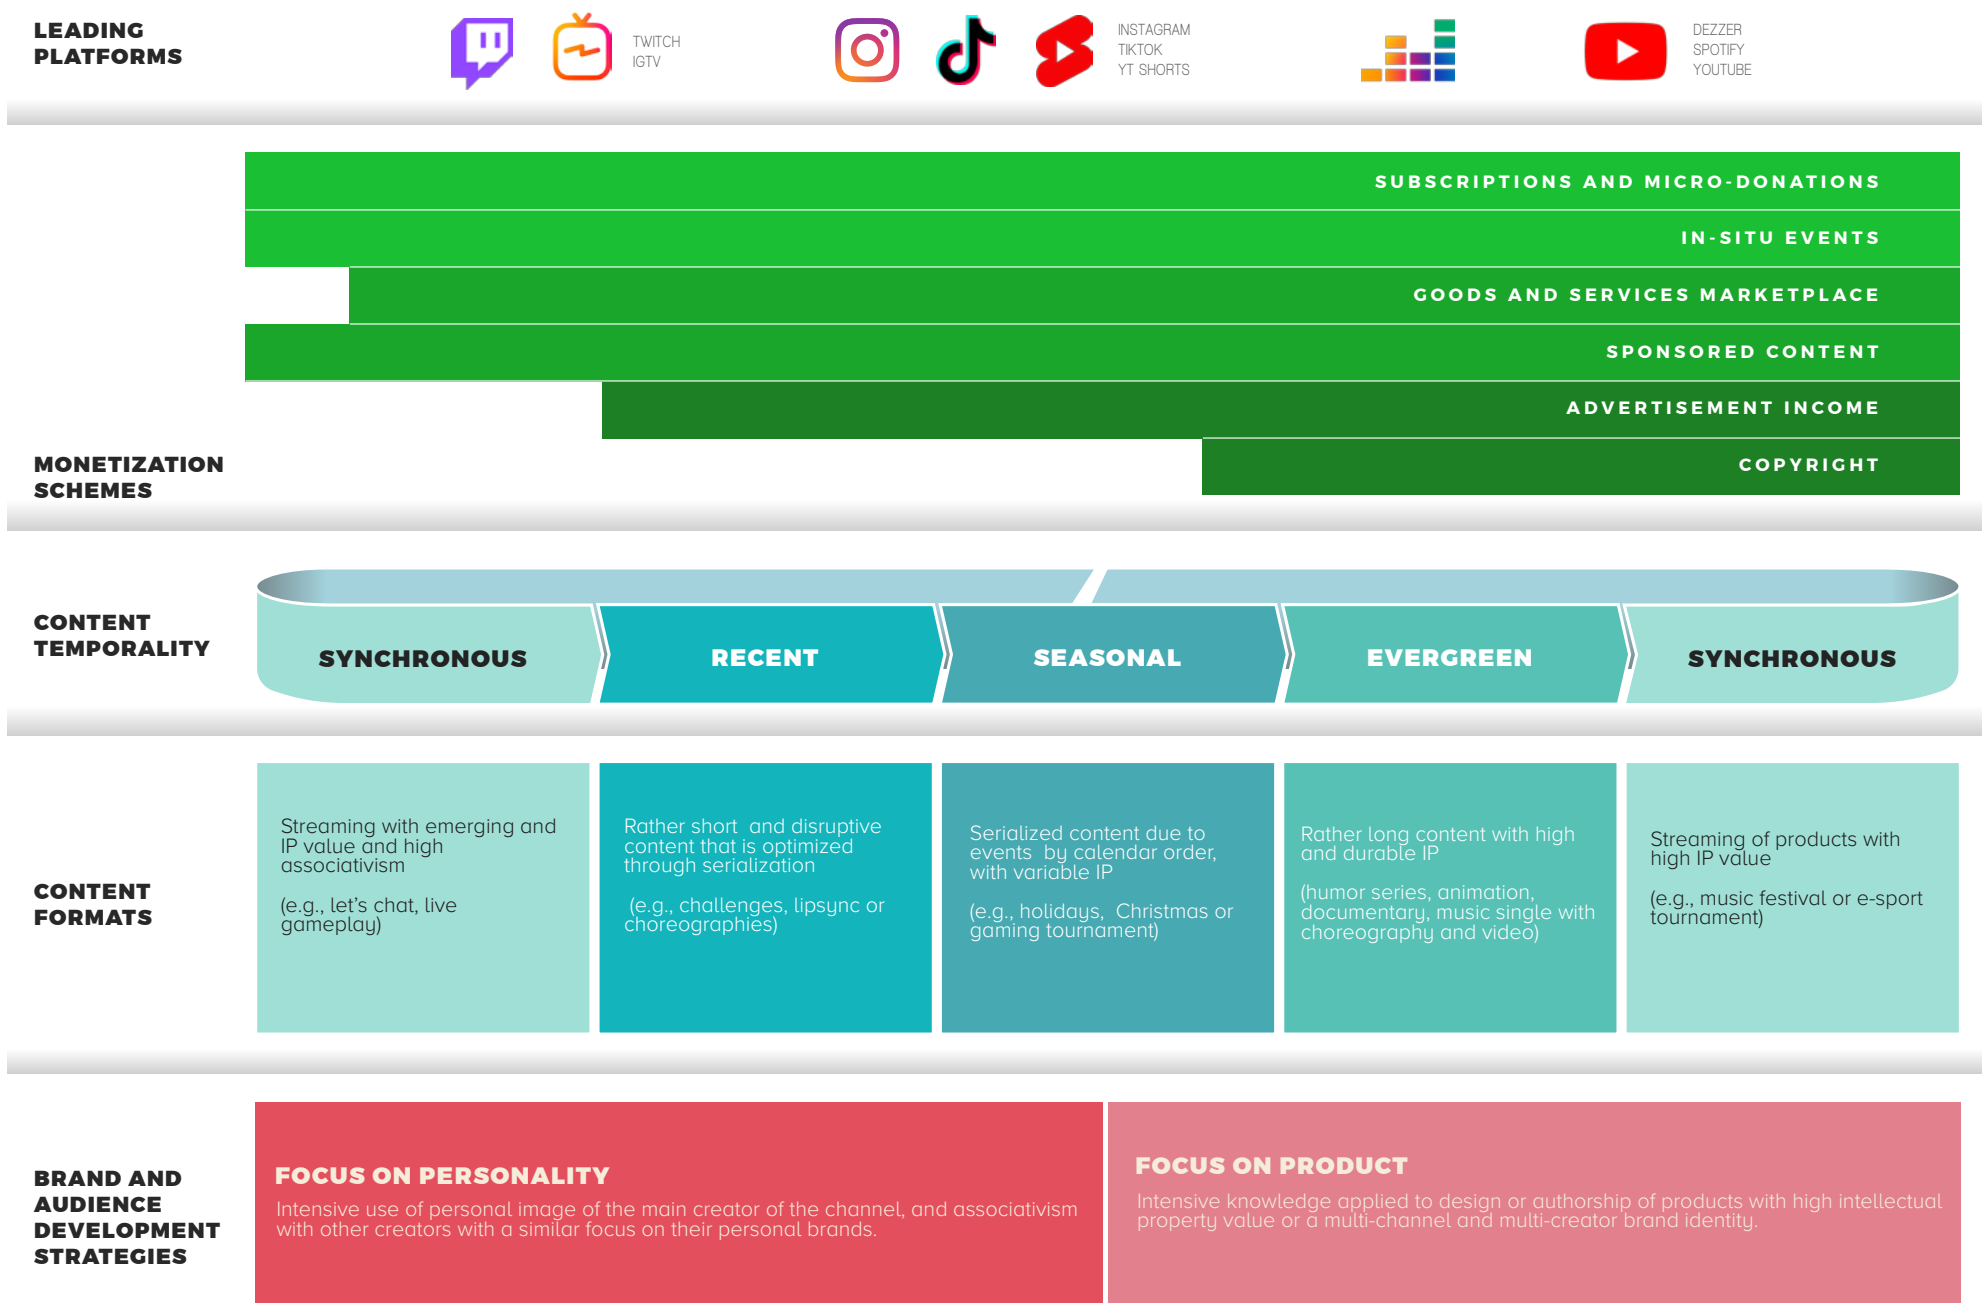 LEADING
PLATFORMS
TWITCH
IGTV
INSTAGRAM
TIKTOK
YT SHORTS
DEZZER
SPOTIFY
YOUTUBE
SUBSCRIPTIONS AND MICRO-DONATIONS
IN-SITU EVENTS
GOODS AND SERVICES MARKETPLACE
SPONSORED CONTENT
ADVERTISEMENT INCOME
COPYRIGHT
MONETIZATION
SCHEMES
CONTENT
TEMPORALITY
SYNCHRONOUS
RECENT
SEASONAL
EVERGREEN
SYNCHRONOUS
CONTENT
FORMATS
Streaming with emerging and
IP value and high
associativism
(e.g., let's chat, live
gameplay)
Rather short and disruptive
content that is optimized
through serialization
(e.g., challenges, lipsync or
choreographies)
Serialized content due to
events by calendar order,
with variable IP
(e.g., holidays, Christmas or
gaming tournament)
Rather long content with high
and durable IP
(humor series, animation,
documentary, music single with
choreography and video)
Streaming of products with
high IP value
(e.g., music festival or e-sport
tournament)
BRAND AND
AUDIENCE
DEVELOPMENT
STRATEGIES
FOCUS ON PERSONALITY
Intensive use of personal image of the main creator of the channel, and associativism
with other creators with a similar focus on their personal brands.
FOCUS ON PRODUCT
Intensive knowledge applied to design or authorship of products with high intellectual
property value or a multi-channel and multi-creator brand identity.